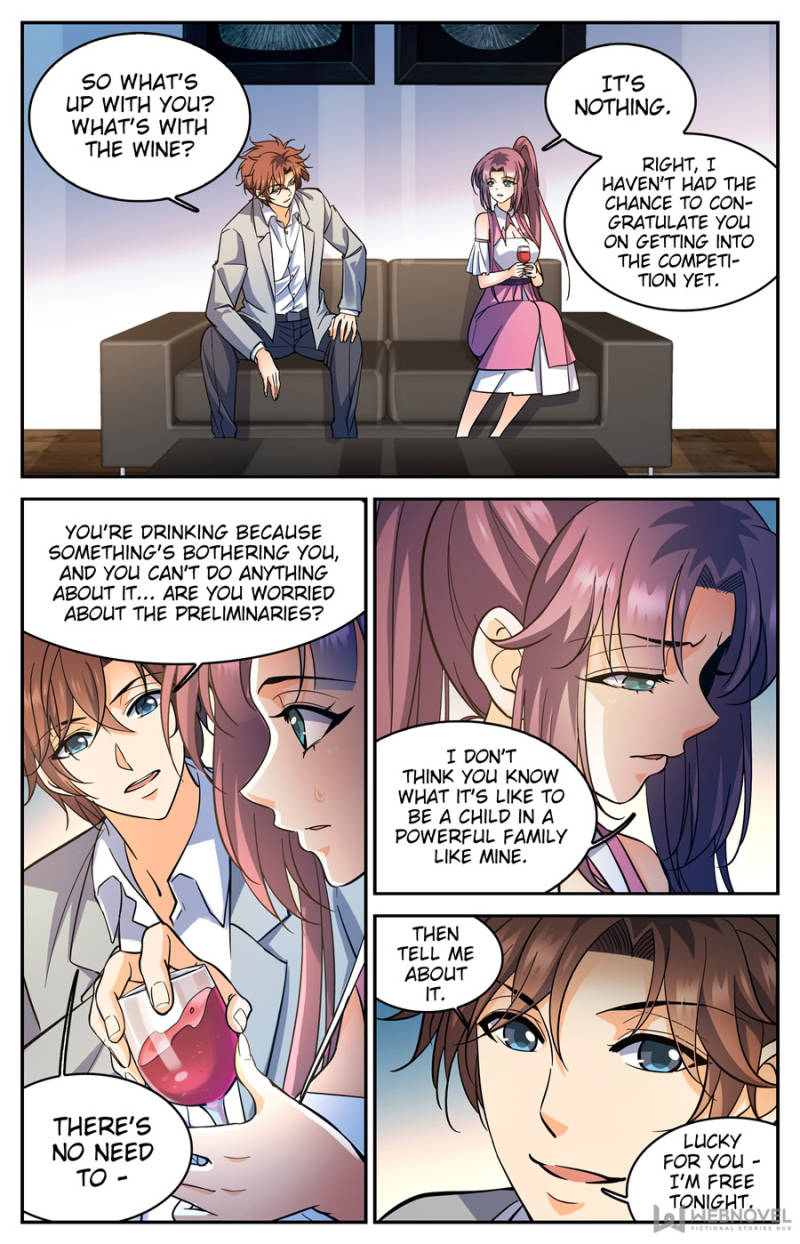 SO WHAT'S
UP WITH YOU?
WHAT'S WITH
THE WINE?
IT'S
NOTHING.
RIGHT, I
HAVEN'T HAD THE
CHANCE TO CON-
GRATULATE YOU
ON GETTING INTO
THE COMPETI-
TION YET.
YOU'RE DRINKING BECAUSE
SOMETHING'S BOTHERING YOU,
AND YOU CAN'T DO ANYTHING
ABOUT IT... ARE YOU WORRIED
ABOUT THE PRELIMINARIES?
THERE'S
NO NEED
TO -
I DON'T
THINK YOU KNOW
WHAT IT'S LIKE TO
BE A CHILD IN A
POWERFUL FAMILY
LIKE MINE.
THEN
TELL ME
ABOUT
IT.
LUCKY
FOR YOU -
I'M FREE
TONIGHT.
WEBNOVEL
FICTIONAL STORIES HUB